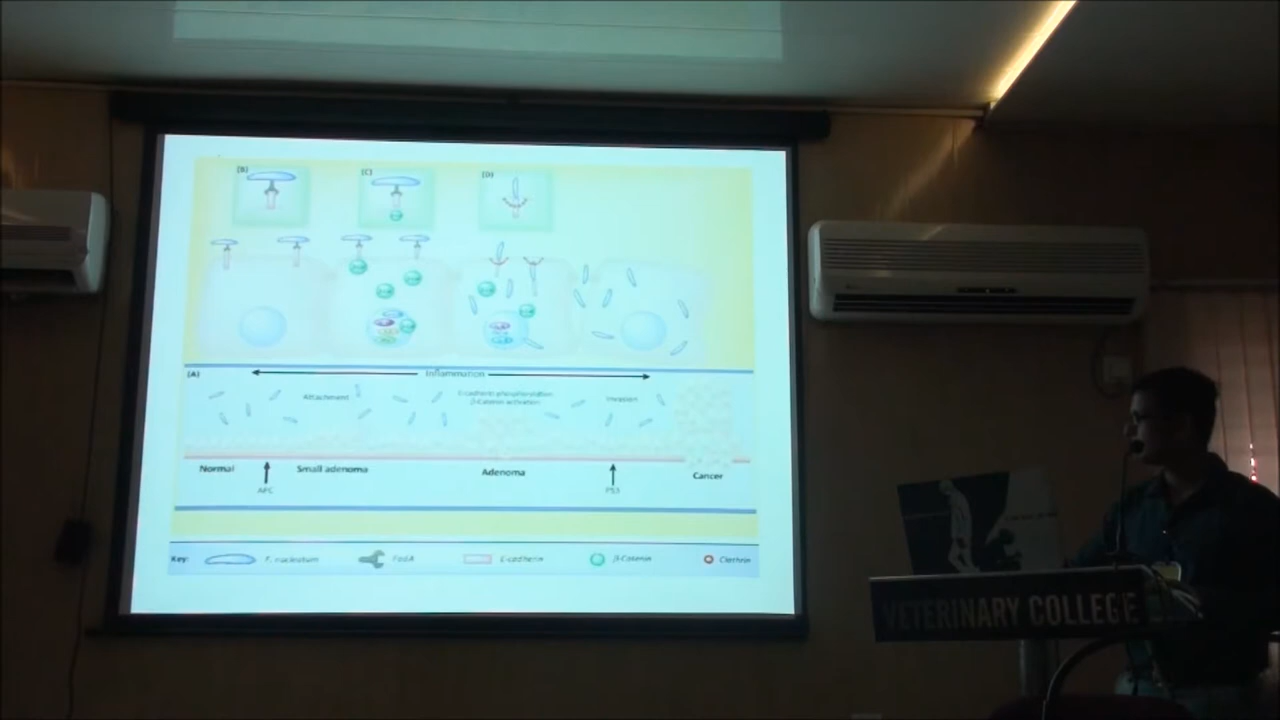 (B) (C) (D)
(A)
Inflammation
Attachment
E-cadherin phosphorylation
β-Catenin activation
Invasion
Normal
Small adenoma
Adenoma
Cancer
APC
P53
Key:
F. nucleatum
FadA
E-cadherin
β-Catenin
Clathrin
VETERINARY COLLEGE